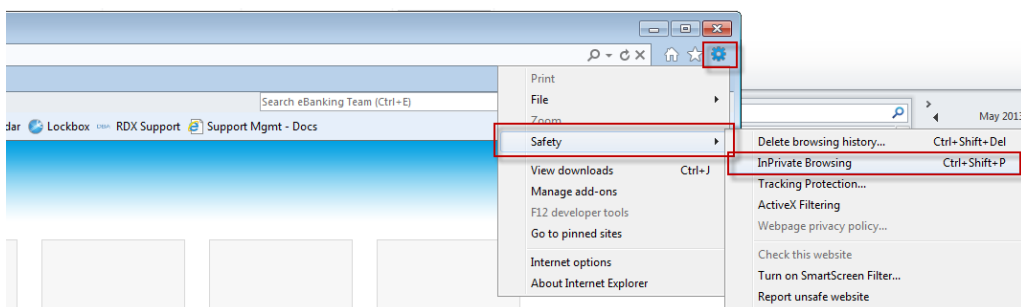 Search eBanking Team (Ctrl+E)
dar Lockbox RDX Support Support Mgmt - Docs
Print
File
Zoom
Safety
View downloads Ctrl+J
Manage add-ons
F12 developer tools
Go to pinned sites
Internet options
About Internet Explorer
May 2013
Delete browsing history... Ctrl+Shift+Del
InPrivate Browsing Ctrl+Shift+P
Tracking Protection...
ActiveX Filtering
Webpage privacy policy...
Check this website
Turn on SmartScreen Filter...
Report unsafe website